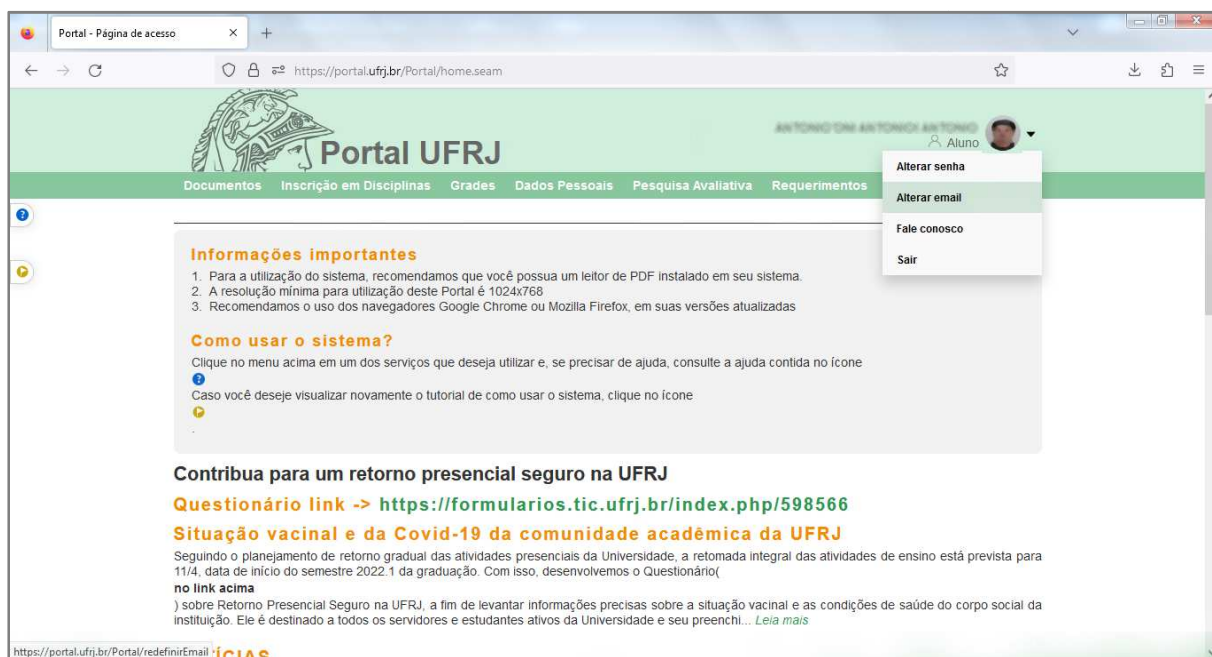 Portal - Página de acesso
https://portal.ufrj.br/Portal/home.seam
Portal UFRJ
Aluno
Documentos Inscrição em Disciplinas Grades Dados Pessoais Pesquisa Avaliativa Requerimentos
Alterar senha
Alterar email
Fale conosco
Sair
Informações importantes
1. Para a utilização do sistema, recomendamos que você possua um leitor de PDF instalado em seu sistema.
2. A resolução mínima para utilização deste Portal é 1024x768
3. Recomendamos o uso dos navegadores Google Chrome ou Mozilla Firefox, em suas versões atualizadas
Como usar o sistema?
Clique no menu acima em um dos serviços que deseja utilizar e, se precisar de ajuda, consulte a ajuda contida no ícone
Caso você deseje visualizar novamente o tutorial de como usar o sistema, clique no ícone
.
Contribua para um retorno presencial seguro na UFRJ
Questionário link -> https://formularios.tic.ufrj.br/index.php/598566
Situação vacinal e da Covid-19 da comunidade acadêmica da UFRJ
Seguindo o planejamento de retorno gradual das atividades presenciais da Universidade, a retomada integral das atividades de ensino está prevista para
11/4, data de início do semestre 2022.1 da graduação. Com isso, desenvolvemos o Questionário(
no link acima
) sobre Retorno Presencial Seguro na UFRJ, a fim de levantar informações precisas sobre a situação vacinal e as condições de saúde do corpo social da
instituição. Ele é destinado a todos os servidores e estudantes ativos da Universidade e seu preenchi... Leia mais
https://portal.ufrj.br/Portal/redefinirEmail